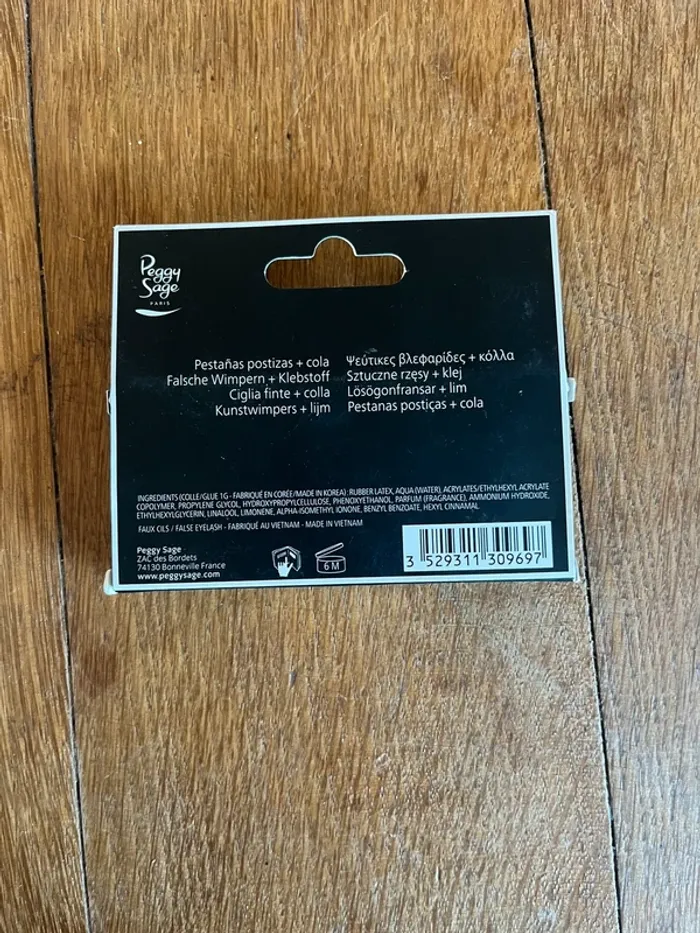 Peggy
Sage
PARIS
Pestañas postizas + cola
Falsche Wimpern + Klebstoff
Ciglia finte + colla
Kunstwimpers + lijm
Ψεύτικες βλεφαρίδες + κόλλα
Sztuczne rzęsy + klej
Lösögonfransar + lim
Pestanas postiças + cola
INGREDIENTS (COLLE/GLUE 1G - FABRIQUÉ EN CORÉE/MADE IN KOREA) : RUBBER LATEX, AQUA (WATER), ACRYLATES/ETHYLHEXYL ACRYLATE
COPOLYMER, PROPYLENE GLYCOL, HYDROXYPROPYLCELLULOSE, PHENOXYETHANOL, PARFUM (FRAGRANCE), AMMONIUM HYDROXIDE,
ETHYLHEXYLGLYCERIN, LINALOOL, LIMONENE, ALPHA-ISOMETHYL IONONE, BENZYL BENZOATE, HEXYL CINNAMAL
FAUX CILS / FALSE EYELASH - FABRIQUÉ AU VIETNAM - MADE IN VIETNAM
Peggy Sage
ZAC des Bordets
74130 Bonneville France
www.peggysage.com
6 M
3 529311 309697